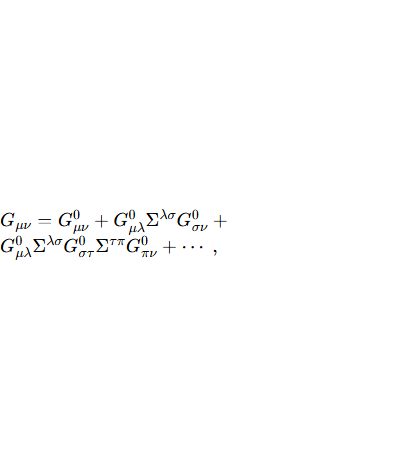 $G_{\mu\nu} = G^0_{\mu\nu} + G^0_{\mu\lambda}\Sigma^{\lambda\sigma}G^0_{\sigma\nu} +$
$G^0_{\mu\lambda}\Sigma^{\lambda\sigma}G^0_{\sigma\tau}\Sigma^{\tau\pi}G^0_{\pi\nu} + \cdots ,$